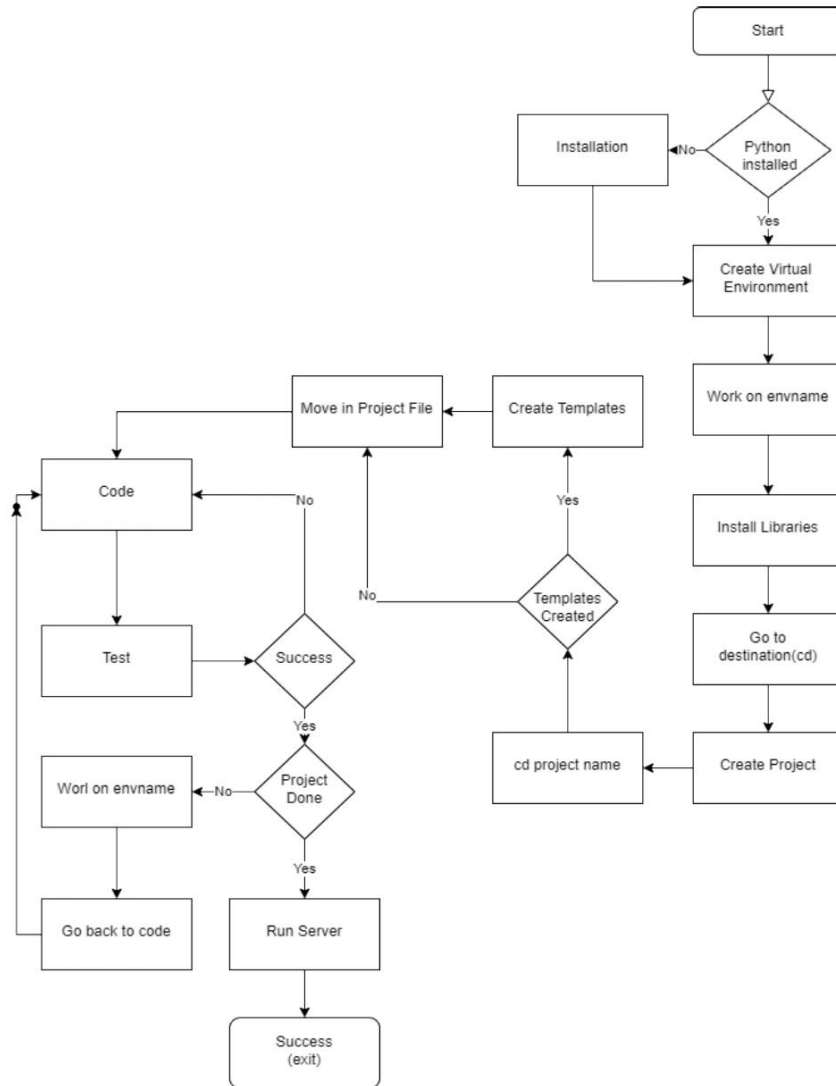 Start
Python
installed
No
Installation
Yes
Create Virtual
Environment
Work on envname
Install Libraries
Go to
destination(cd)
Create Project
cd project name
Templates
Created
Yes
No
Create Templates
Move in Project File
Code
Test
Success
No
Yes
Project
Done
No
Worl on envname
Go back to code
Yes
Run Server
Success
(exit)